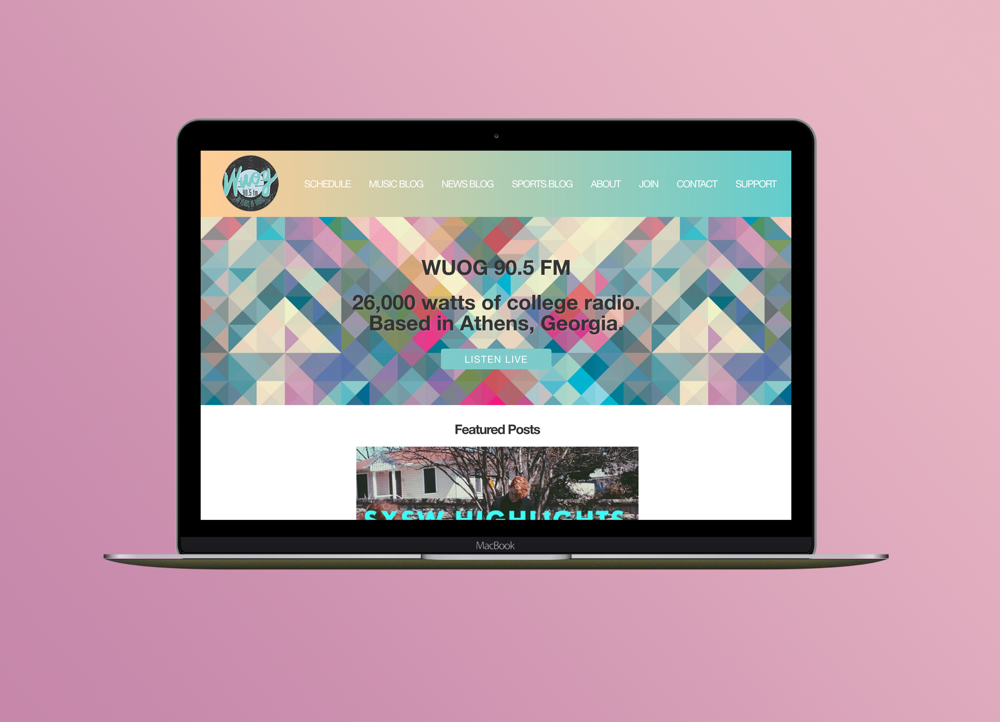 Wuog
90.5 fm
SCHEDULE MUSIC BLOG NEWS BLOG SPORTS BLOG ABOUT JOIN CONTACT SUPPORT
WUOG 90.5 FM
26,000 watts of college radio.
Based in Athens, Georgia.
LISTEN LIVE
Featured Posts
SXSW HIGHLIGHTS
MacBook